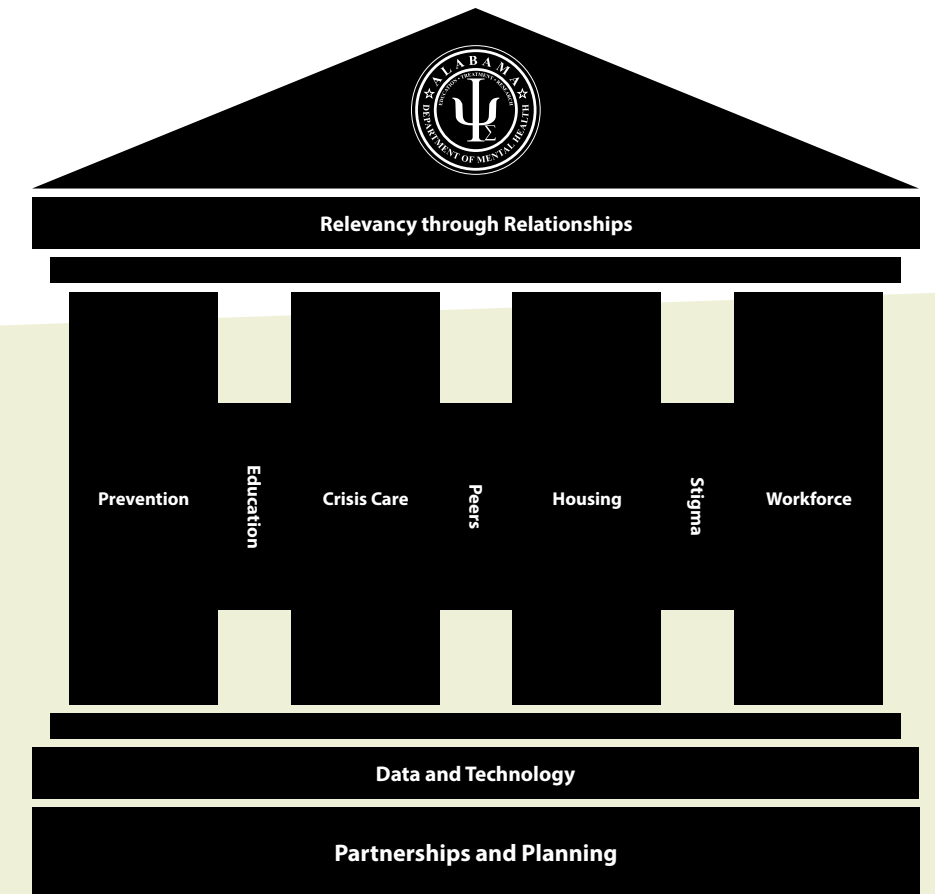 ALABAMA
EDUCATION • TREATMENT • RESEARCH
DEPARTMENT OF MENTAL HEALTH
ΨΣ
Relevancy through Relationships
Prevention
Education
Crisis Care
Peers
Housing
Stigma
Workforce
Data and Technology
Partnerships and Planning